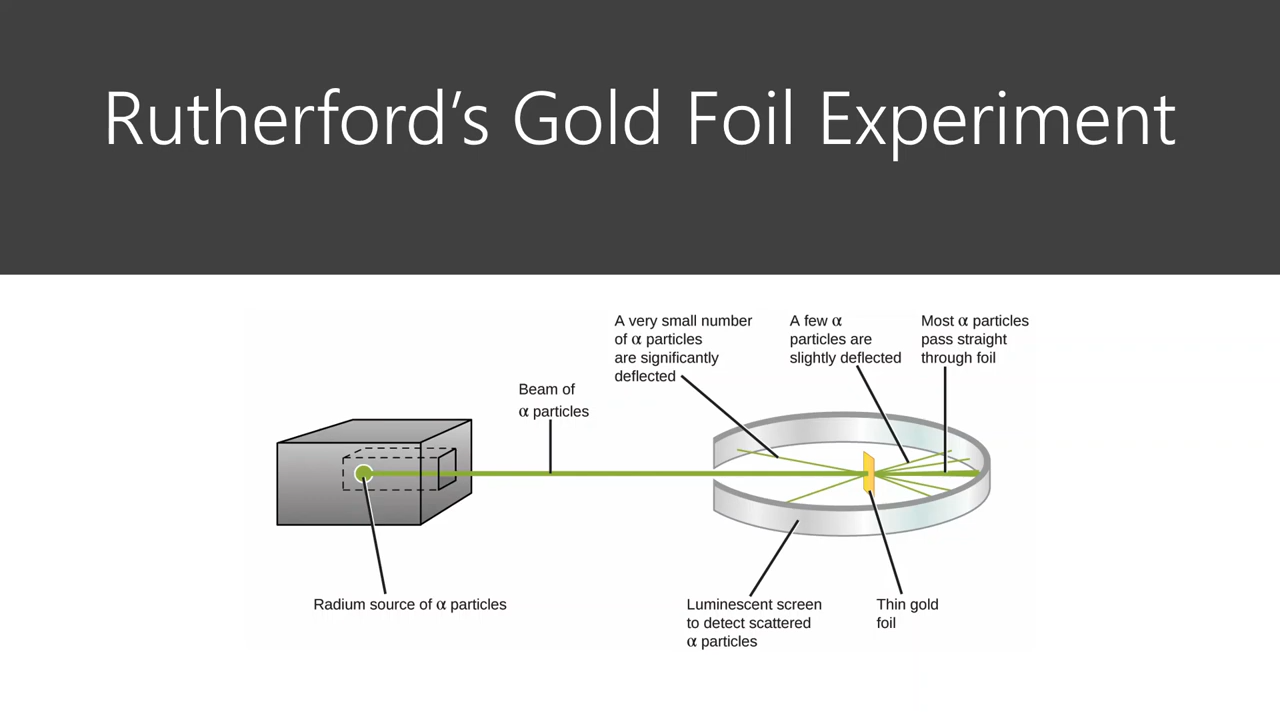 Rutherford’s Gold Foil Experiment
A very small number
of α particles
are significantly
deflected
A few α
particles are
slightly deflected
Most α particles
pass straight
through foil
Beam of
α particles
Radium source of α particles
Luminescent screen
to detect scattered
α particles
Thin gold
foil